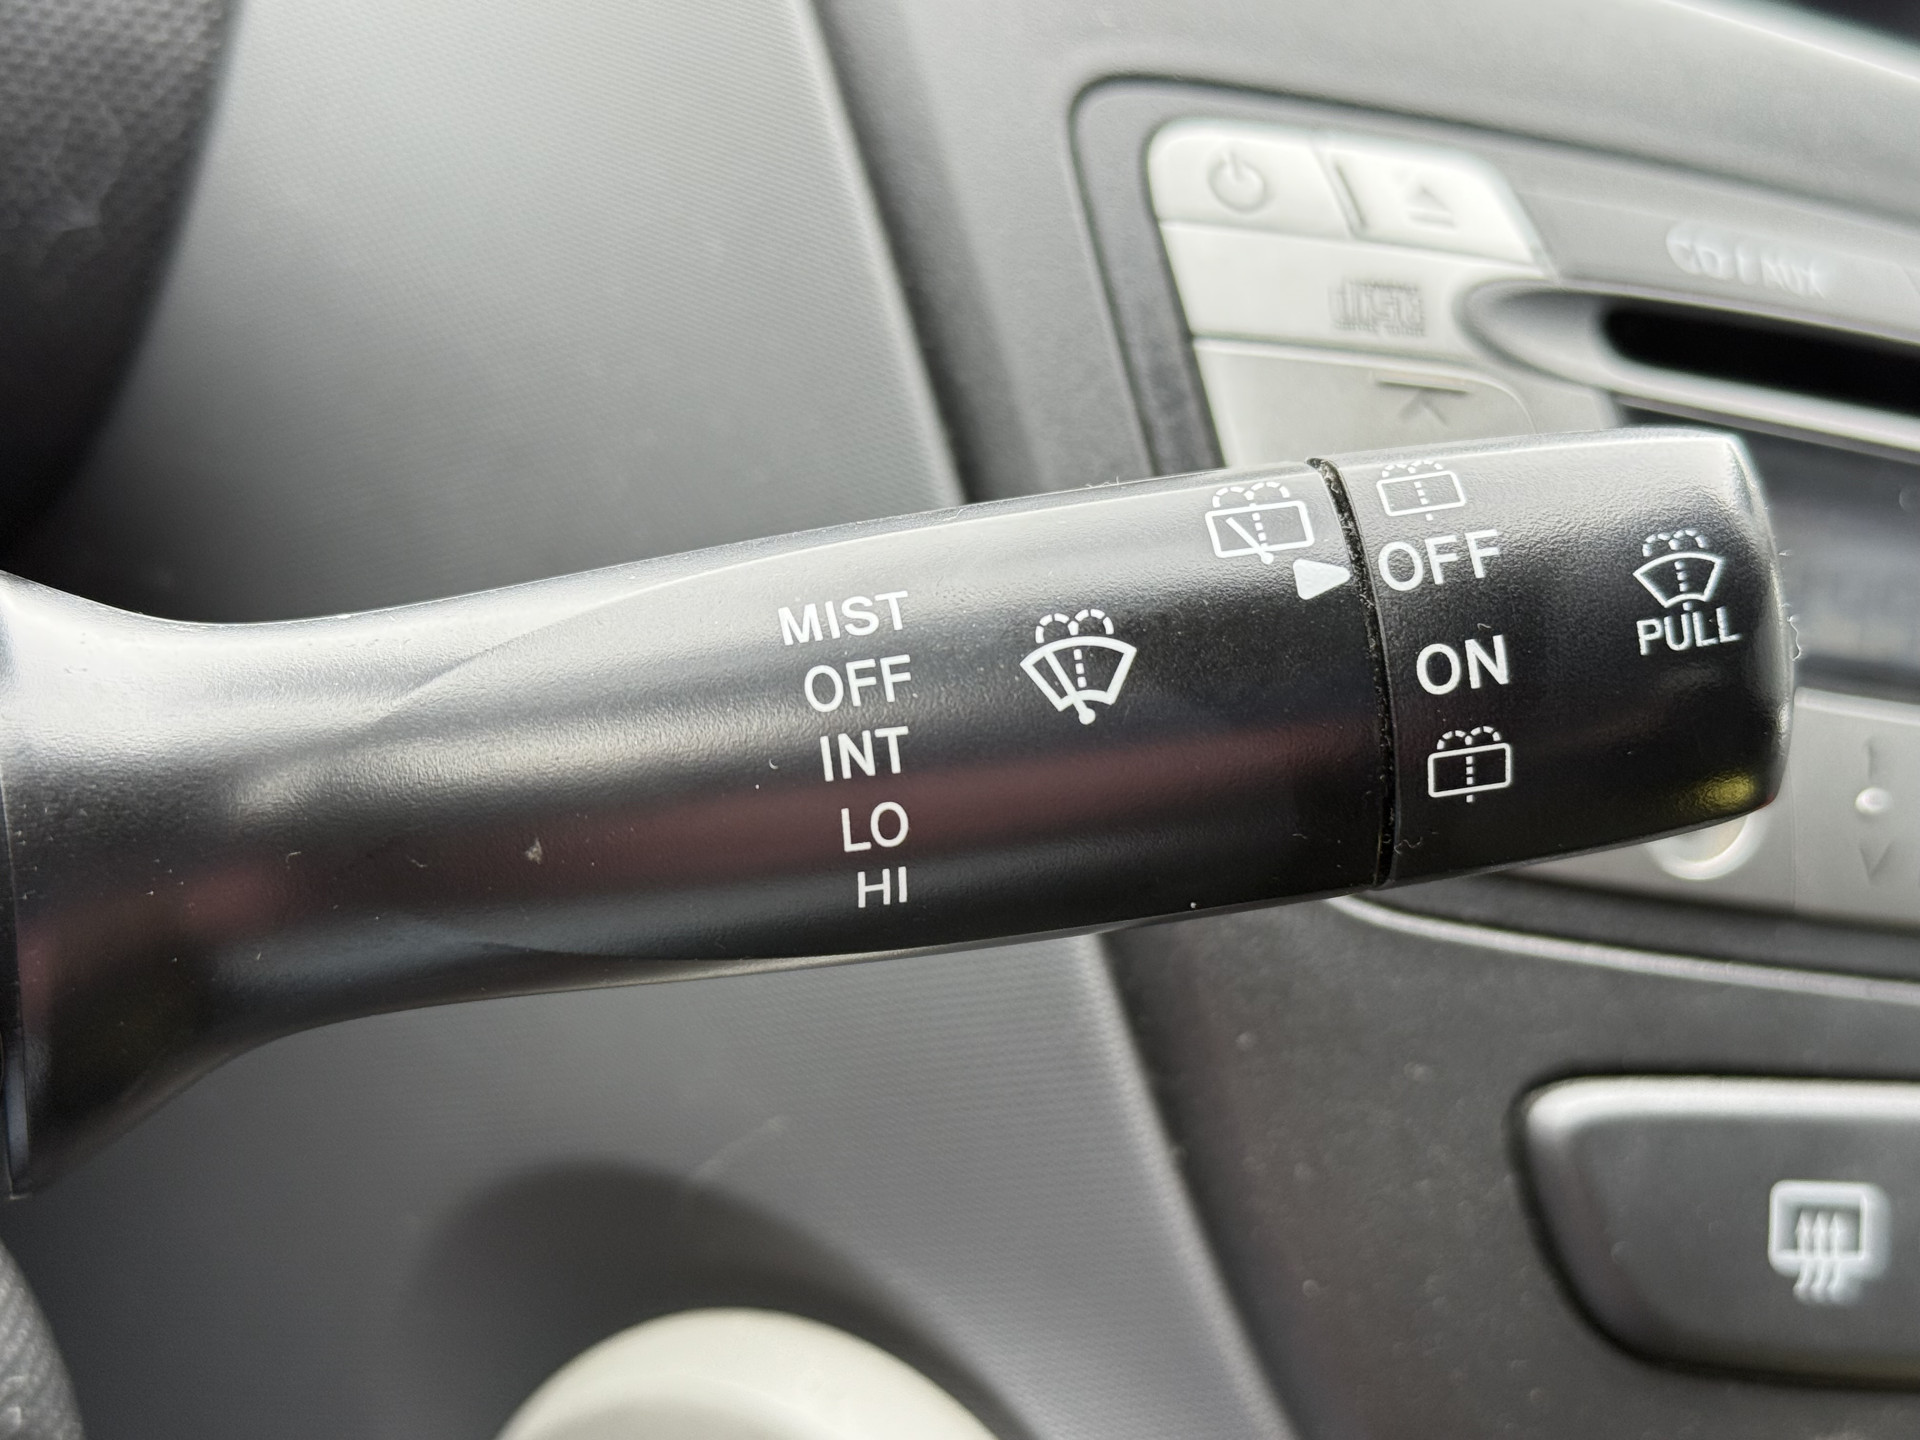 MIST
OFF
INT
LO
HI
OFF
ON
PULL